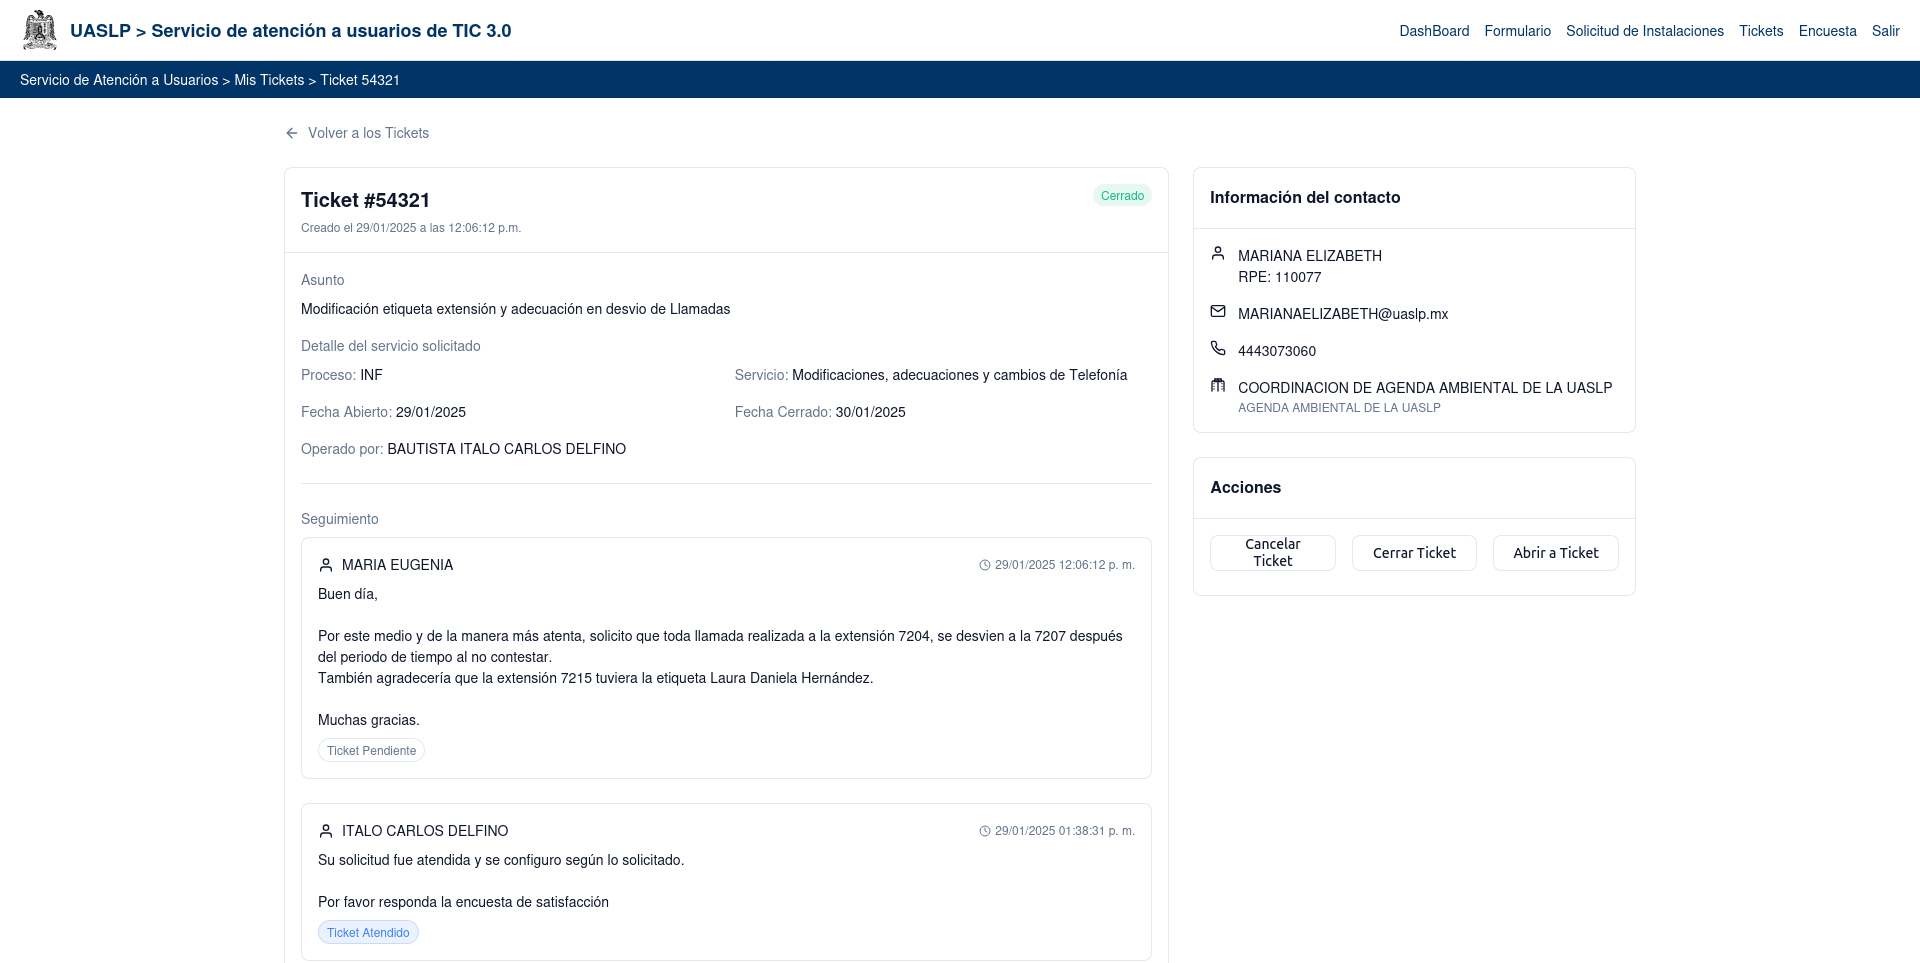 UASLP > Servicio de atención a usuarios de TIC 3.0
DashBoard Formulario Solicitud de Instalaciones Tickets Encuesta Salir
Servicio de Atención a Usuarios > Mis Tickets > Ticket 54321
Volver a los Tickets
Ticket #54321
Cerrado
Creado el 29/01/2025 a las 12:06:12 p.m.
Asunto
Modificación etiqueta extensión y adecuación en desvio de Llamadas
Detalle del servicio solicitado
Proceso: INF
Servicio: Modificaciones, adecuaciones y cambios de Telefonía
Fecha Abierto: 29/01/2025
Fecha Cerrado: 30/01/2025
Operado por: BAUTISTA ITALO CARLOS DELFINO
Seguimiento
MARIA EUGENIA
29/01/2025 12:06:12 p. m.
Buen día,
Por este medio y de la manera más atenta, solicito que toda llamada realizada a la extensión 7204, se desvien a la 7207 después
del periodo de tiempo al no contestar.
También agradecería que la extensión 7215 tuviera la etiqueta Laura Daniela Hernández.
Muchas gracias.
Ticket Pendiente
ITALO CARLOS DELFINO
29/01/2025 01:38:31 p. m.
Su solicitud fue atendida y se configuro según lo solicitado.
Por favor responda la encuesta de satisfacción
Ticket Atendido
Información del contacto
MARIANA ELIZABETH
RPE: 110077
MARIANAELIZABETH@uaslp.mx
4443073060
COORDINACION DE AGENDA AMBIENTAL DE LA UASLP
AGENDA AMBIENTAL DE LA UASLP
Acciones
Cancelar
Ticket
Cerrar Ticket
Abrir a Ticket